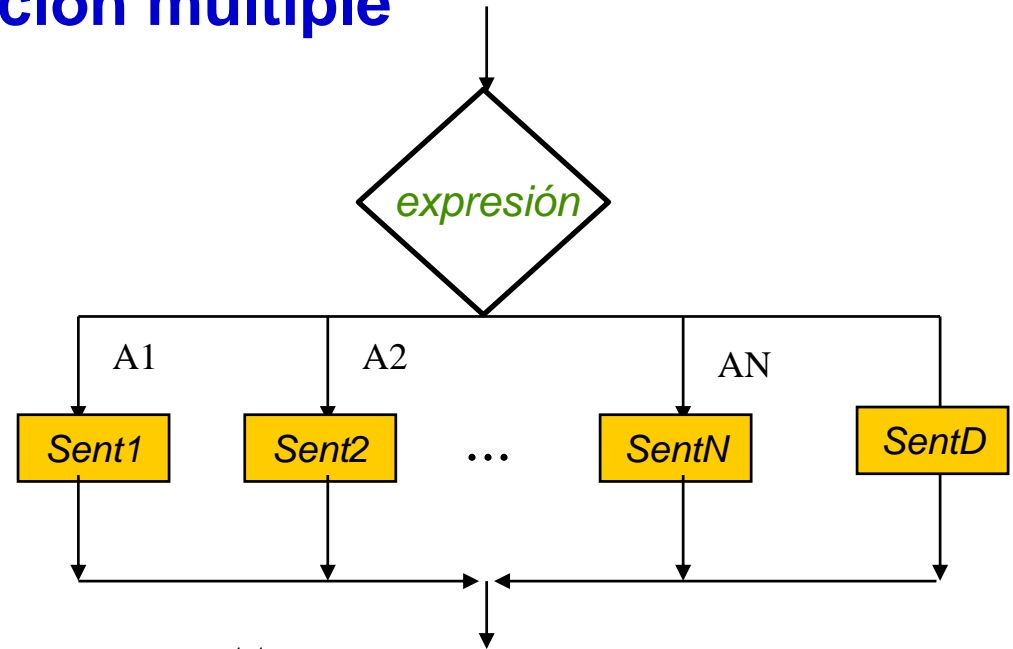 ción múltiple
expresión
A1
A2
AN
Sent1
Sent2
...
SentN
SentD